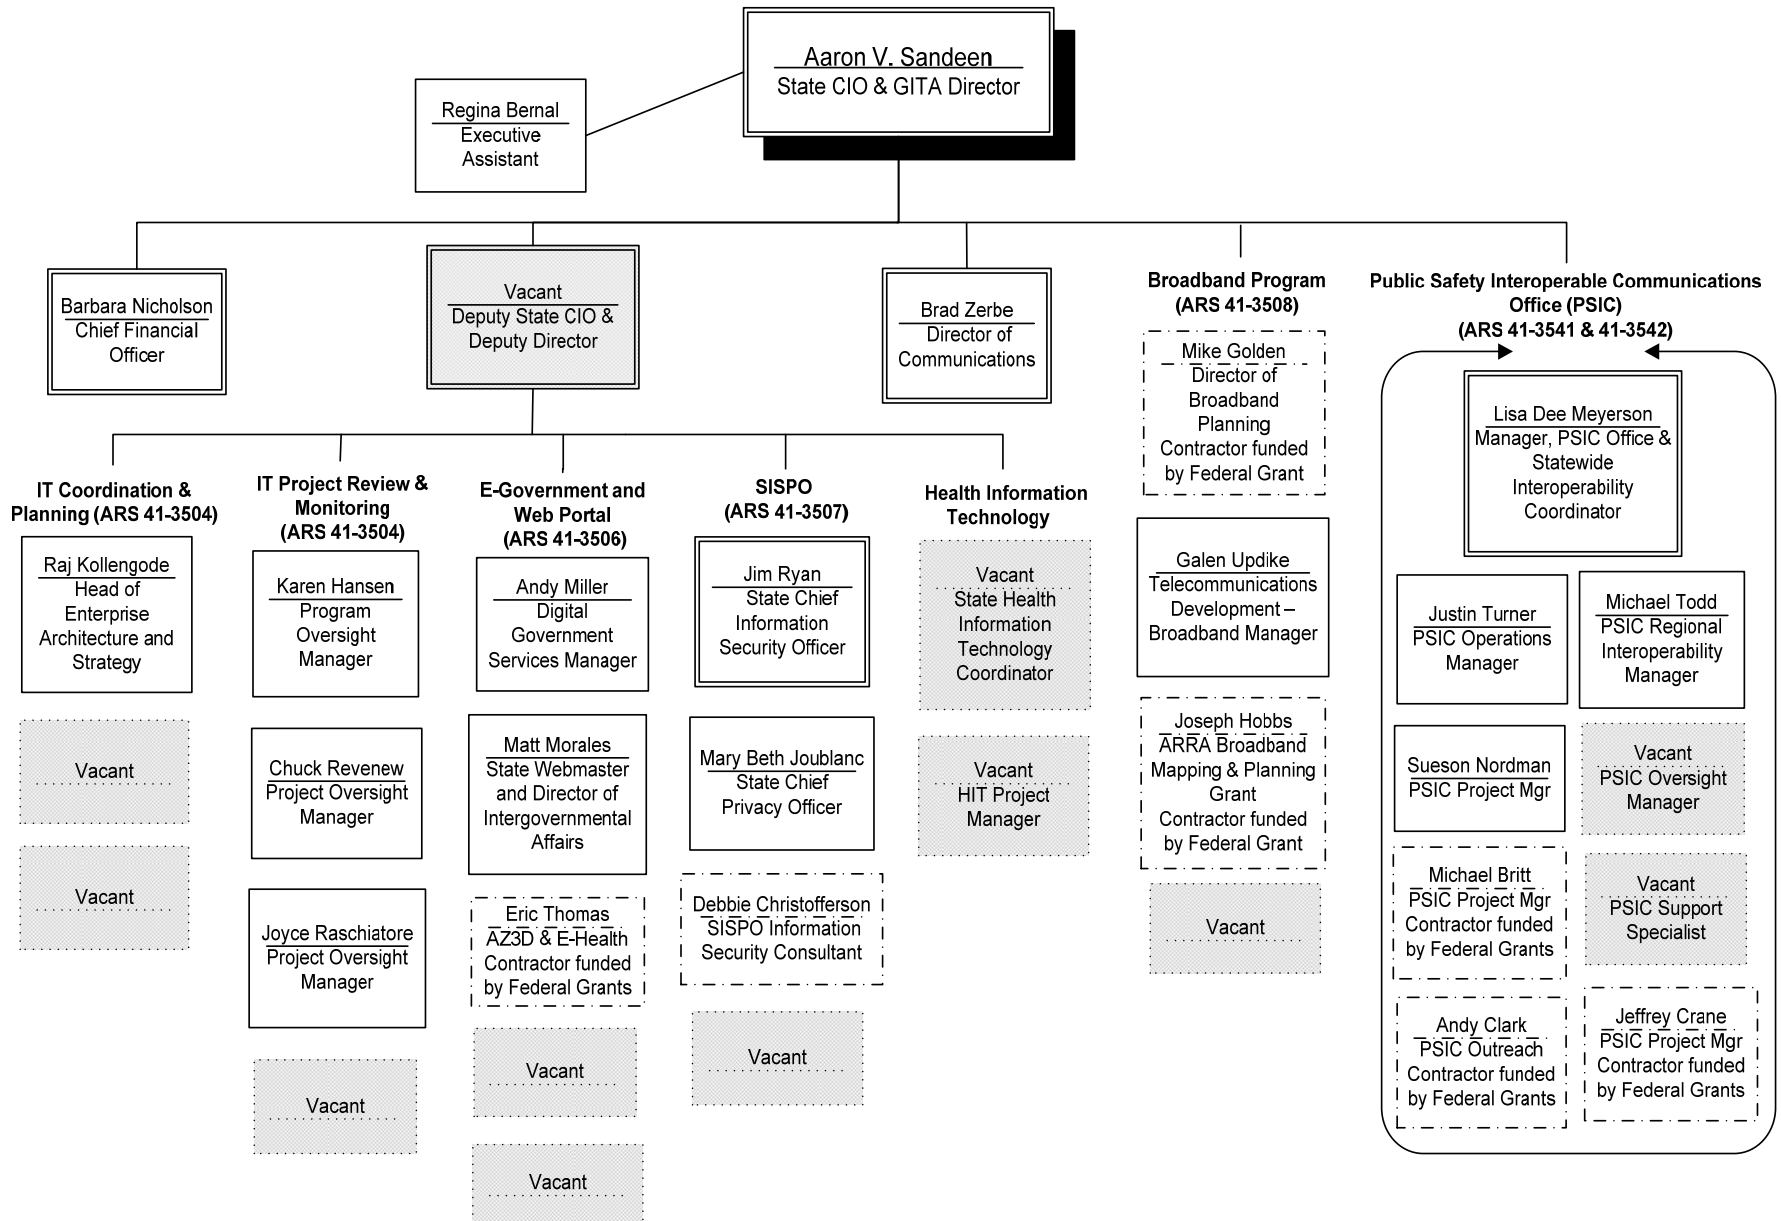 Aaron V. Sandeen
State CIO & GITA Director
Regina Bernal
Executive
Assistant
Barbara Nicholson
Chief Financial
Officer
Vacant
Deputy State CIO &
Deputy Director
Brad Zerbe
Director of
Communications
Broadband Program
(ARS 41-3508)
Mike Golden
Director of
Broadband
Planning
Contractor funded
by Federal Grant
Galen Updike
Telecommunications
Development –
Broadband Manager
Joseph Hobbs
ARRA Broadband
Mapping & Planning
Grant
Contractor funded
by Federal Grant
Vacant
Public Safety Interoperable Communications
Office (PSIC)
(ARS 41-3541 & 41-3542)
Lisa Dee Meyerson
Manager, PSIC Office &
Statewide
Interoperability
Coordinator
Justin Turner
PSIC Operations
Manager
Michael Todd
PSIC Regional
Interoperability
Manager
Sueson Nordman
PSIC Project Mgr
Vacant
PSIC Oversight
Manager
Michael Britt
PSIC Project Mgr
Contractor funded
by Federal Grants
Vacant
PSIC Support
Specialist
Andy Clark
PSIC Outreach
Contractor funded
by Federal Grants
Jeffrey Crane
PSIC Project Mgr
Contractor funded
by Federal Grants
IT Coordination &
Planning (ARS 41-3504)
Raj Kollengode
Head of
Enterprise
Architecture and
Strategy
Vacant
Vacant
IT Project Review &
Monitoring
(ARS 41-3504)
Karen Hansen
Program
Oversight
Manager
Chuck Revenew
Project Oversight
Manager
Joyce Raschiatore
Project Oversight
Manager
Vacant
E-Government and
Web Portal
(ARS 41-3506)
Andy Miller
Digital
Government
Services Manager
Matt Morales
State Webmaster
and Director of
Intergovernmental
Affairs
Eric Thomas
AZ3D & E-Health
Contractor funded
by Federal Grants
Vacant
Vacant
SISPO
(ARS 41-3507)
Jim Ryan
State Chief
Information
Security Officer
Mary Beth Joublanc
State Chief
Privacy Officer
Debbie Christofferson
SISPO Information
Security Consultant
Vacant
Health Information
Technology
Vacant
State Health
Information
Technology
Coordinator
Vacant
HIT Project
Manager